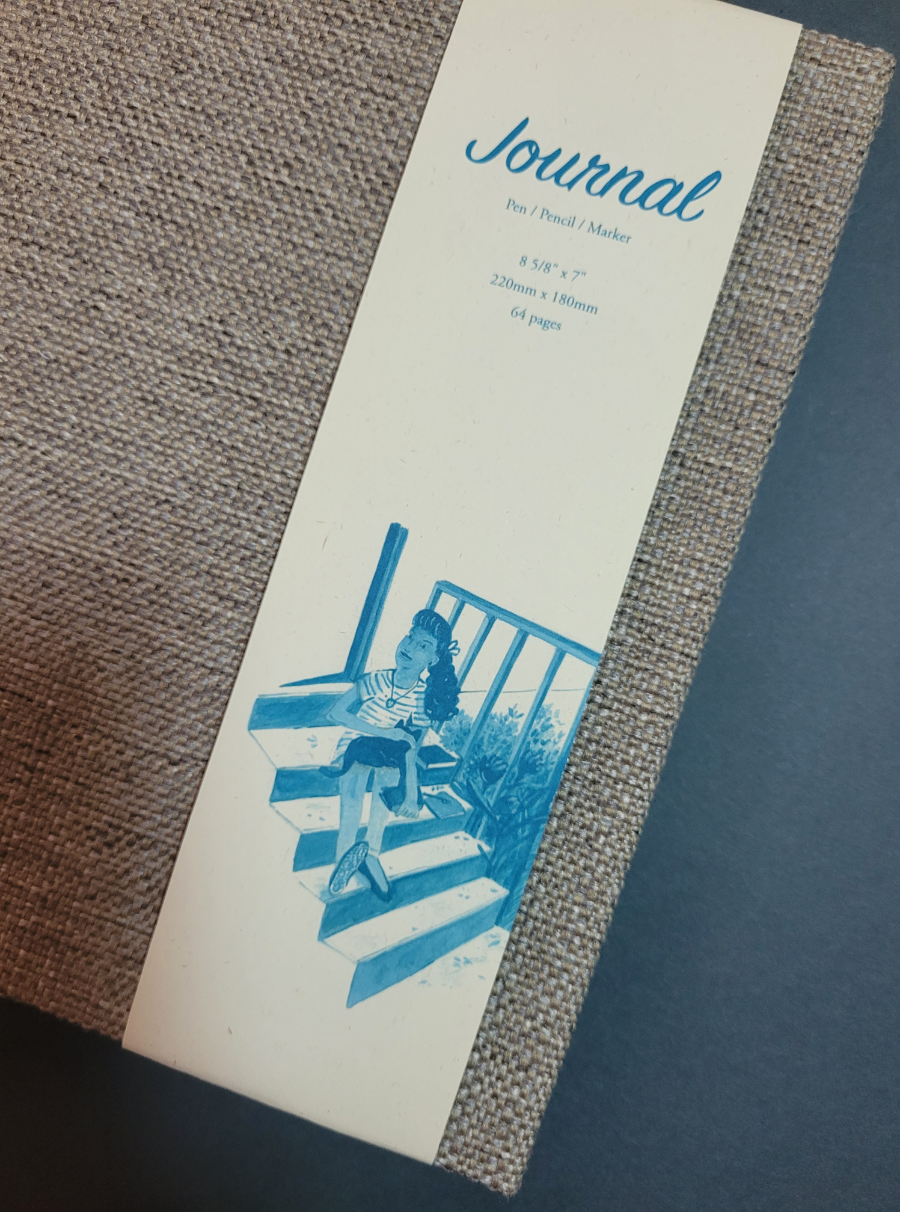 Journal
Pen / Pencil / Marker
8 5/8" x 7"
220mm x 180mm
64 pages